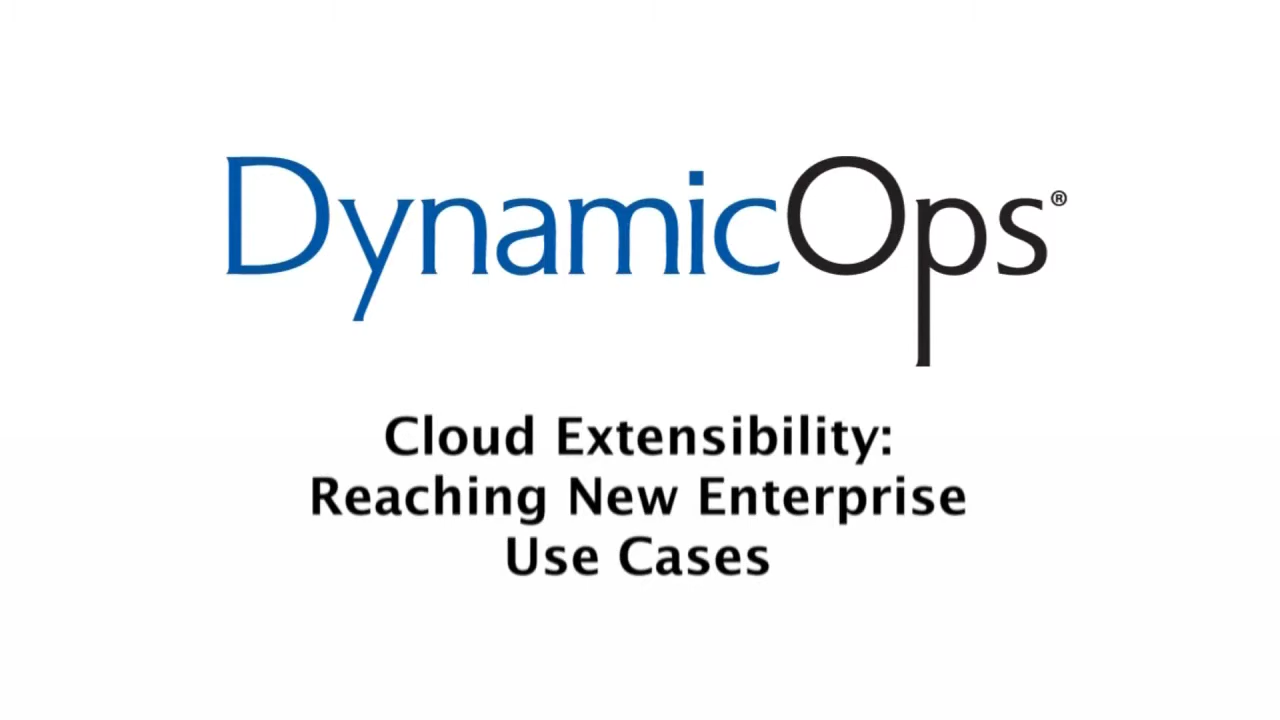 DynamicOps®
Cloud Extensibility:
Reaching New Enterprise
Use Cases